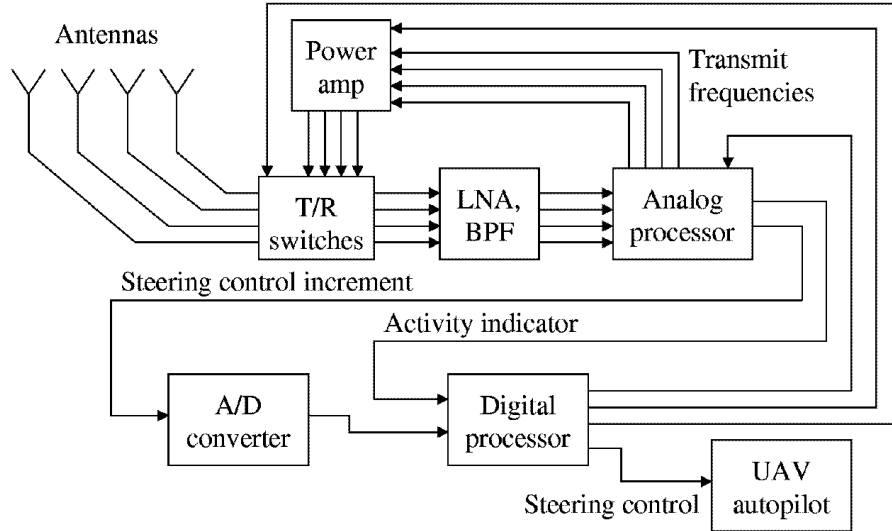 Antennas
Power
amp
Transmit
frequencies
T/R
switches
LNA,
BPF
Analog
processor
Steering control increment
Activity indicator
A/D
converter
Digital
processor
UAV
autopilot
Steering control